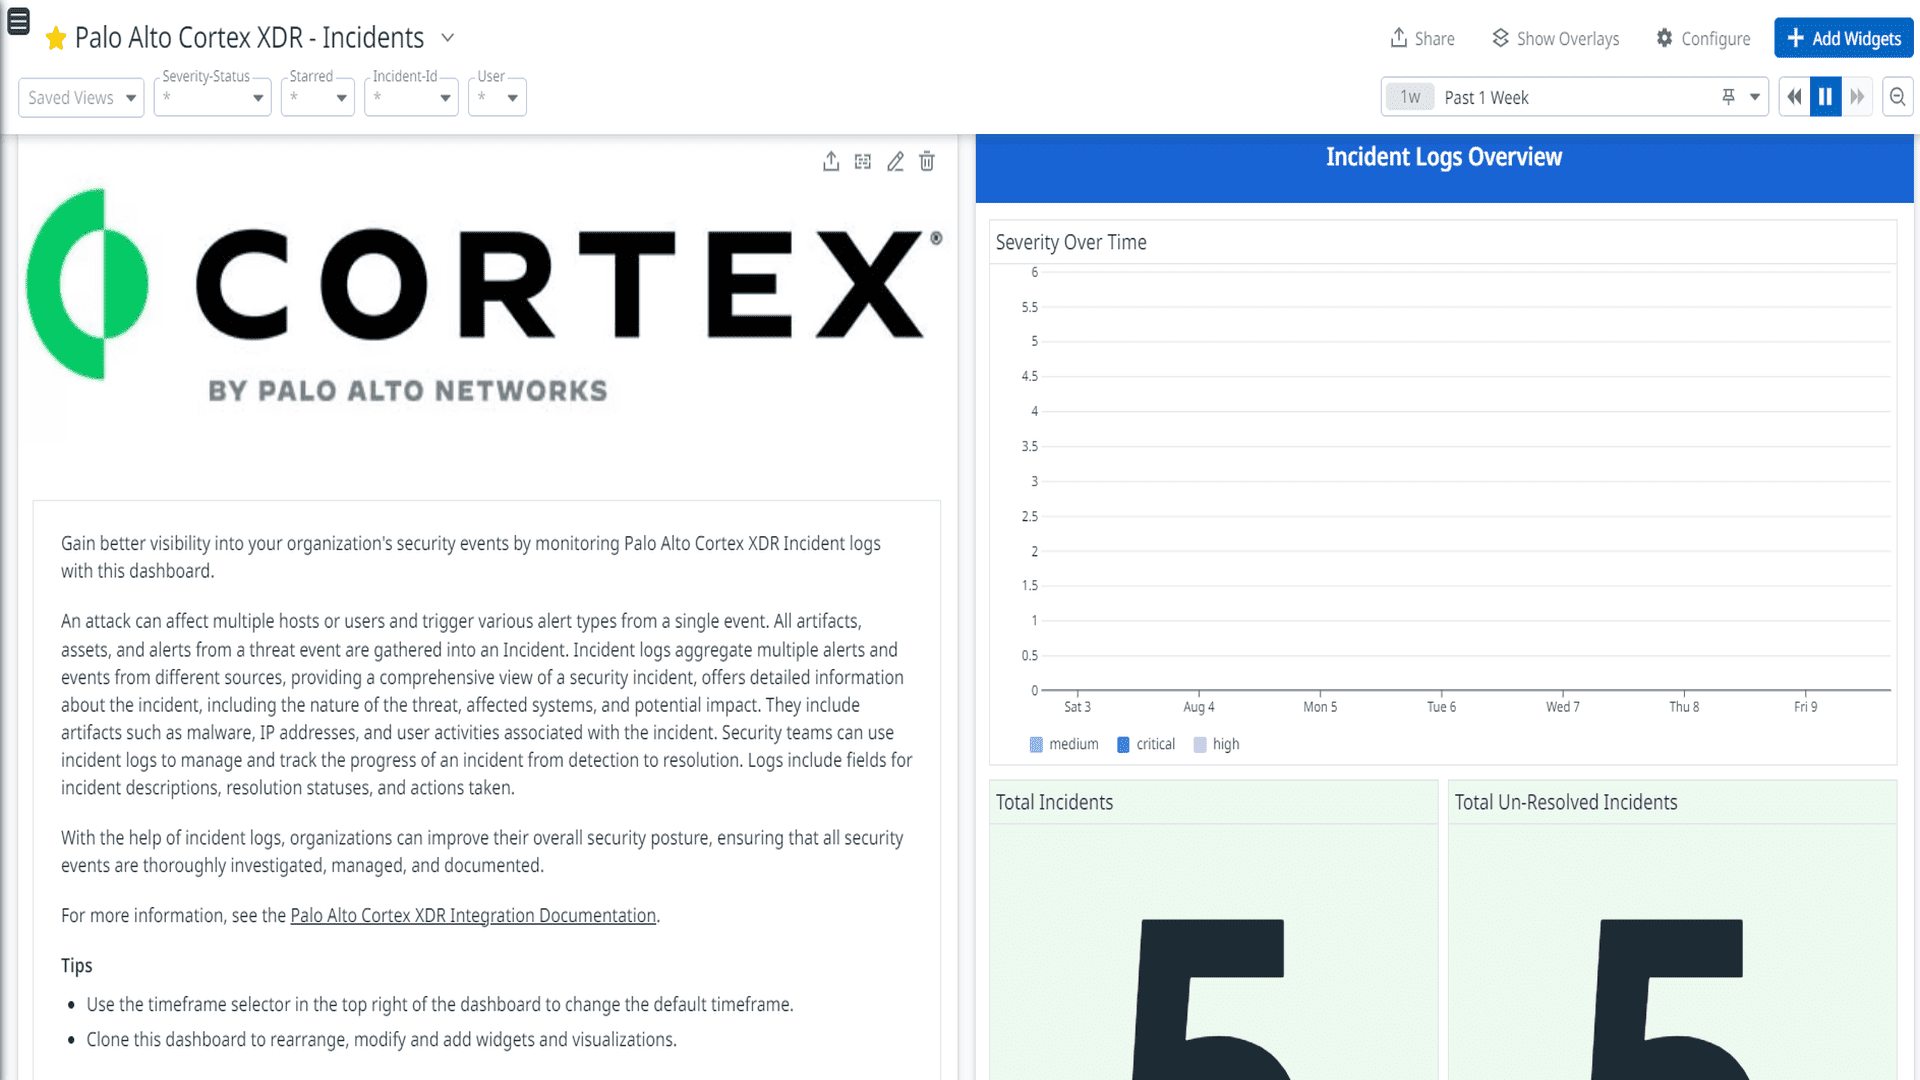 Palo Alto Cortex XDR - Incidents
Share
Show Overlays
Configure
Add Widgets
Saved Views
Severity-Status
*
Starred
*
Incident-Id
*
User
*
1w
Past 1 Week
CORTEX®
BY PALO ALTO NETWORKS
Gain better visibility into your organization's security events by monitoring Palo Alto Cortex XDR Incident logs
with this dashboard.
An attack can affect multiple hosts or users and trigger various alert types from a single event. All artifacts,
assets, and alerts from a threat event are gathered into an Incident. Incident logs aggregate multiple alerts and
events from different sources, providing a comprehensive view of a security incident, offers detailed information
about the incident, including the nature of the threat, affected systems, and potential impact. They include
artifacts such as malware, IP addresses, and user activities associated with the incident. Security teams can use
incident logs to manage and track the progress of an incident from detection to resolution. Logs include fields for
incident descriptions, resolution statuses, and actions taken.
With the help of incident logs, organizations can improve their overall security posture, ensuring that all security
events are thoroughly investigated, managed, and documented.
For more information, see the Palo Alto Cortex XDR Integration Documentation.
Tips
• Use the timeframe selector in the top right of the dashboard to change the default timeframe.
• Clone this dashboard to rearrange, modify and add widgets and visualizations.
Incident Logs Overview
Severity Over Time
6
5.5
5
4.5
4
3.5
3
2.5
2
1.5
1
0.5
0
Sat 3
Aug 4
Mon 5
Tue 6
Wed 7
Thu 8
Fri 9
medium
critical
high
Total Incidents
5
Total Un-Resolved Incidents
5